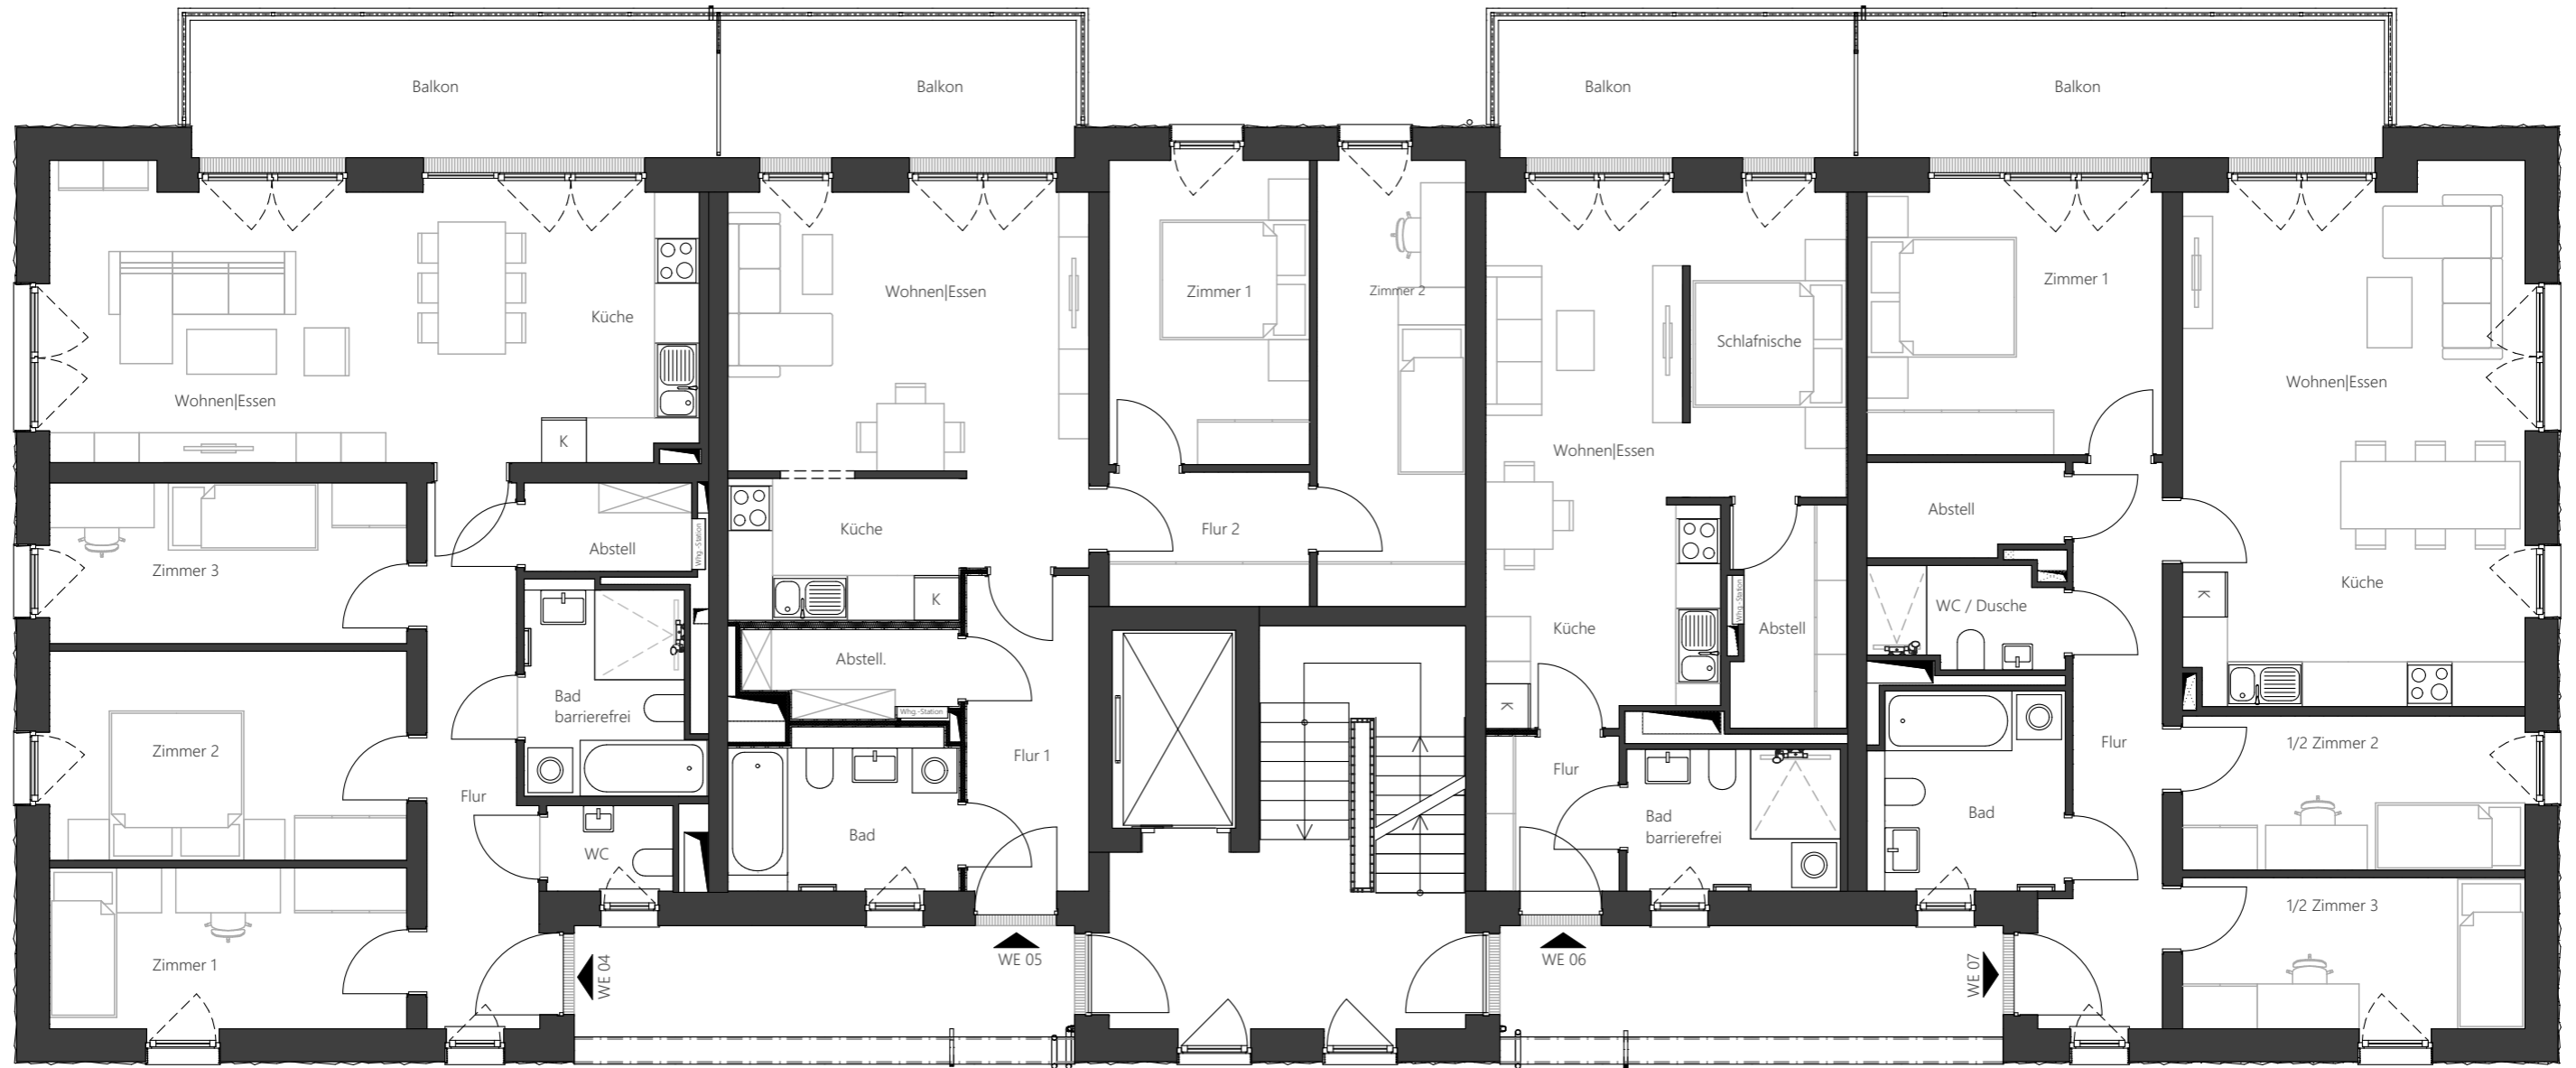 Balkon
Balkon
Balkon
Balkon
Wohnen|Essen
Küche
K
Zimmer 3
Abstell
Whg.-Station
Zimmer 2
Bad
barrierefrei
Flur
WC
Zimmer 1
WE 04
Wohnen|Essen
Küche
K
Abstell.
Whg.-Station
Bad
Flur 1
Flur 2
Zimmer 1
Zimmer 2
WE 05
Schlafnische
Wohnen|Essen
Küche
K
Whg.-Station
Abstell
Flur
Bad
barrierefrei
WE 06
Zimmer 1
Abstell
WC / Dusche
Bad
Flur
Wohnen|Essen
Küche
K
1/2 Zimmer 2
1/2 Zimmer 3
WE 07